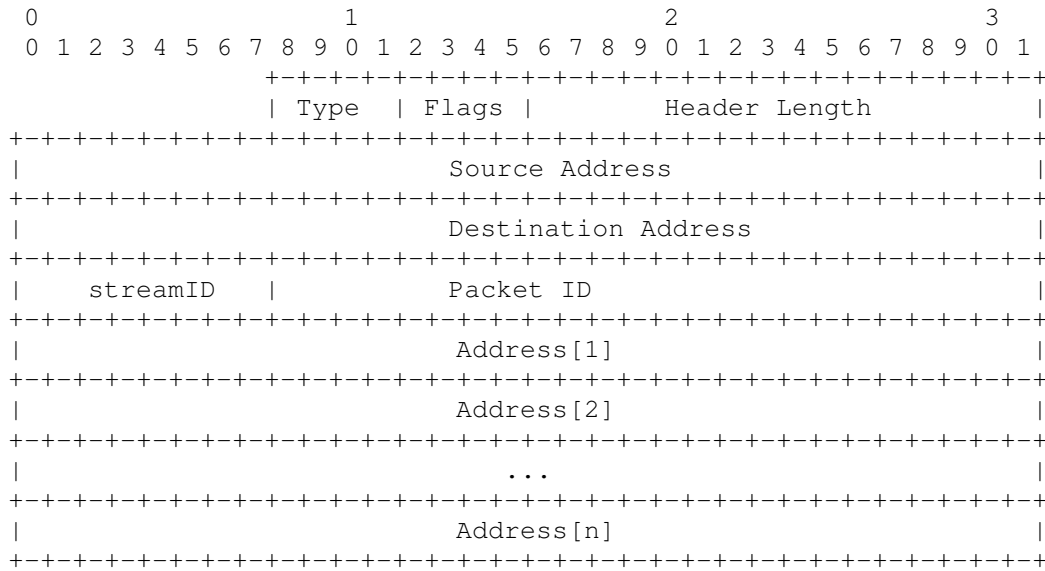 0                   1                   2                   3
 0 1 2 3 4 5 6 7 8 9 0 1 2 3 4 5 6 7 8 9 0 1 2 3 4 5 6 7 8 9 0 1
                +-+-+-+-+-+-+-+-+-+-+-+-+-+-+-+-+-+-+-+-+-+-+-+-+
                | Type  | Flags |        Header Length          |
+-+-+-+-+-+-+-+-+-+-+-+-+-+-+-+-+-+-+-+-+-+-+-+-+-+-+-+-+-+-+-+-+
|                          Source Address                       |
+-+-+-+-+-+-+-+-+-+-+-+-+-+-+-+-+-+-+-+-+-+-+-+-+-+-+-+-+-+-+-+-+
|                          Destination Address                  |
+-+-+-+-+-+-+-+-+-+-+-+-+-+-+-+-+-+-+-+-+-+-+-+-+-+-+-+-+-+-+-+-+
|    streamID   |          Packet ID                            |
+-+-+-+-+-+-+-+-+-+-+-+-+-+-+-+-+-+-+-+-+-+-+-+-+-+-+-+-+-+-+-+-+
|                           Address[1]                          |
+-+-+-+-+-+-+-+-+-+-+-+-+-+-+-+-+-+-+-+-+-+-+-+-+-+-+-+-+-+-+-+-+
|                           Address[2]                          |
+-+-+-+-+-+-+-+-+-+-+-+-+-+-+-+-+-+-+-+-+-+-+-+-+-+-+-+-+-+-+-+-+
|                              ...                              |
+-+-+-+-+-+-+-+-+-+-+-+-+-+-+-+-+-+-+-+-+-+-+-+-+-+-+-+-+-+-+-+-+
|                           Address[n]                          |
+-+-+-+-+-+-+-+-+-+-+-+-+-+-+-+-+-+-+-+-+-+-+-+-+-+-+-+-+-+-+-+-+